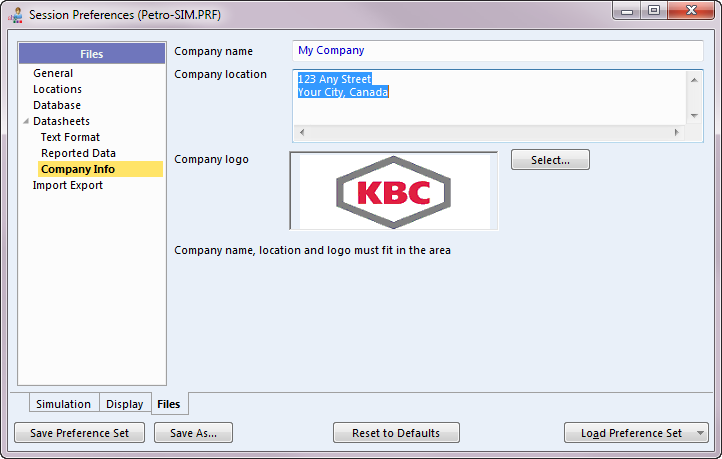 Session Preferences (Petro-SIM.PRF)
Files
General
Locations
Database
Datasheets
Text Format
Reported Data
Company Info
Import Export
Company name
My Company
Company location
123 Any Street
Your City, Canada
Company logo
KBC
Select...
Company name, location and logo must fit in the area
Simulation
Display
Files
Save Preference Set
Save As...
Reset to Defaults
Load Preference Set